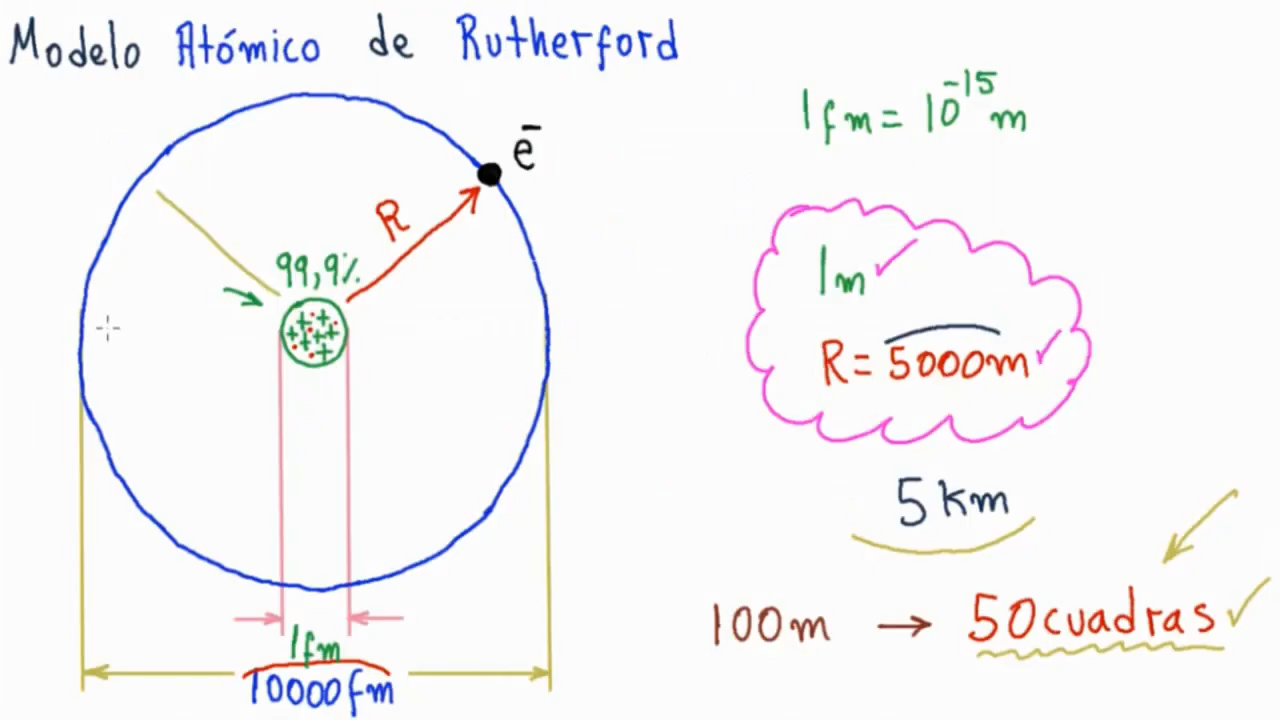 Modelo Atómico de Rutherford
e⁻
R
99,9%
1fm
10000fm
1fm = 10⁻¹⁵ m
1m
R = 5000m
5 Km
100m → 50cuadras